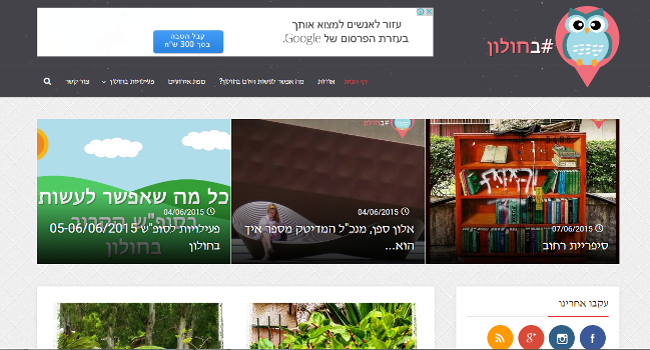 עזור לאנשים למצוא אותך
בעזרת הפרסום של Google.
קבל הטבה
בסך 300 ש"ח
#בחולון
דף הבית
אודות
מה אפשר לעשות היום בחולון?
מפת אירועים
פעילויות בחולון
צור קשר
07/06/2015
סיפריית רחוב
#בחולון
04/06/2015
אלון ספן, מנכ"ל המדיטק מספר איך
הוא...
כל מה שאפשר לעשות
בסופ"ש הקרוב
בחולון
04/06/2015
פעילויות לסופ"ש 05-06/06/2015
בחולון
עקבו אחרינו